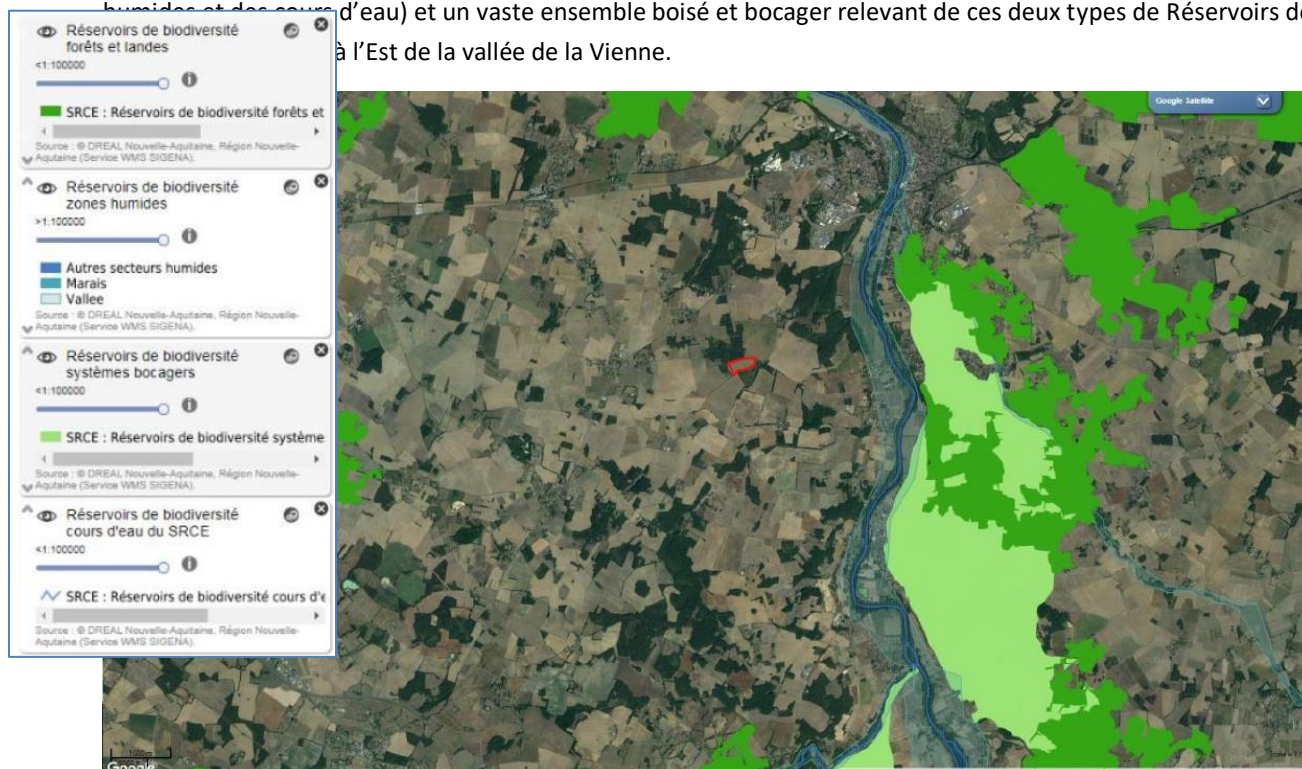 humides et des cours d'eau) et un vaste ensemble boisé et bocager relevant de ces deux types de Réservoirs de
à l'Est de la vallée de la Vienne.
Réservoirs de biodiversité
forêts et landes
<1:100000
SRCE : Réservoirs de biodiversité forêts et
Source : © DREAL Nouvelle-Aquitaine, Région Nouvelle-
Aquitaine (Service WMS SIGENA).
Réservoirs de biodiversité
zones humides
>1:100000
Autres secteurs humides
Marais
Vallee
Source : © DREAL Nouvelle-Aquitaine, Région Nouvelle-
Aquitaine (Service WMS SIGENA).
Réservoirs de biodiversité
systèmes bocagers
<1:100000
SRCE : Réservoirs de biodiversité système
Source : © DREAL Nouvelle-Aquitaine, Région Nouvelle-
Aquitaine (Service WMS SIGENA).
Réservoirs de biodiversité
cours d'eau du SRCE
<1:100000
SRCE : Réservoirs de biodiversité cours d'e
Source : © DREAL Nouvelle-Aquitaine, Région Nouvelle-
Aquitaine (Service WMS SIGENA).
Google Satellite
1000m
Google